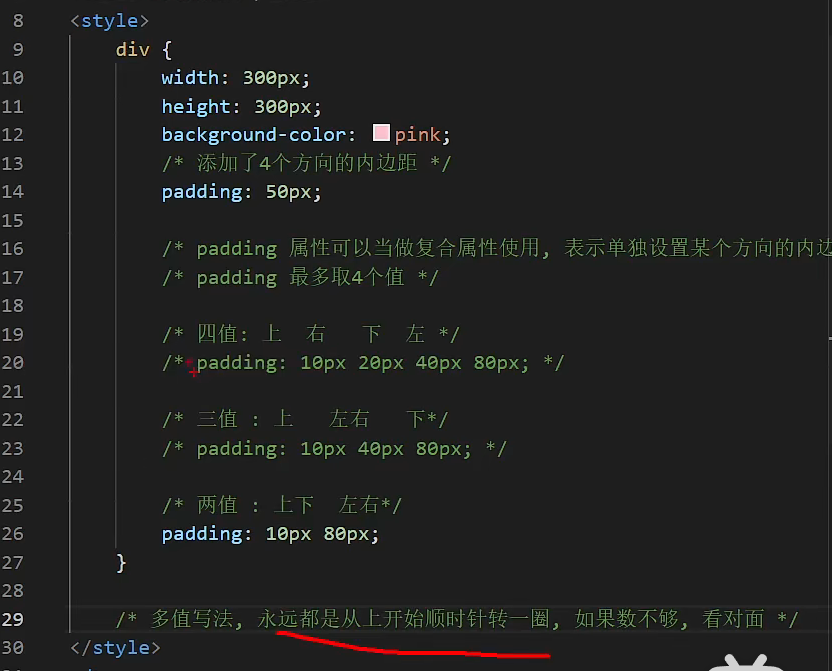 8 <style>
9 div {
10 width: 300px;
11 height: 300px;
12 background-color: pink;
13 /* 添加了4个方向的内边距 */
14 padding: 50px;
15
16 /* padding 属性可以当做复合属性使用, 表示单独设置某个方向的内边
17 /* padding 最多取4个值 */
18
19 /* 四值: 上 右 下 左 */
20 /* padding: 10px 20px 40px 80px; */
21
22 /* 三值 : 上 左右 下*/
23 /* padding: 10px 40px 80px; */
24
25 /* 两值 : 上下 左右*/
26 padding: 10px 80px;
27 }
28
29 /* 多值写法, 永远都是从上开始顺时针转一圈, 如果数不够, 看对面 */
30 </style>